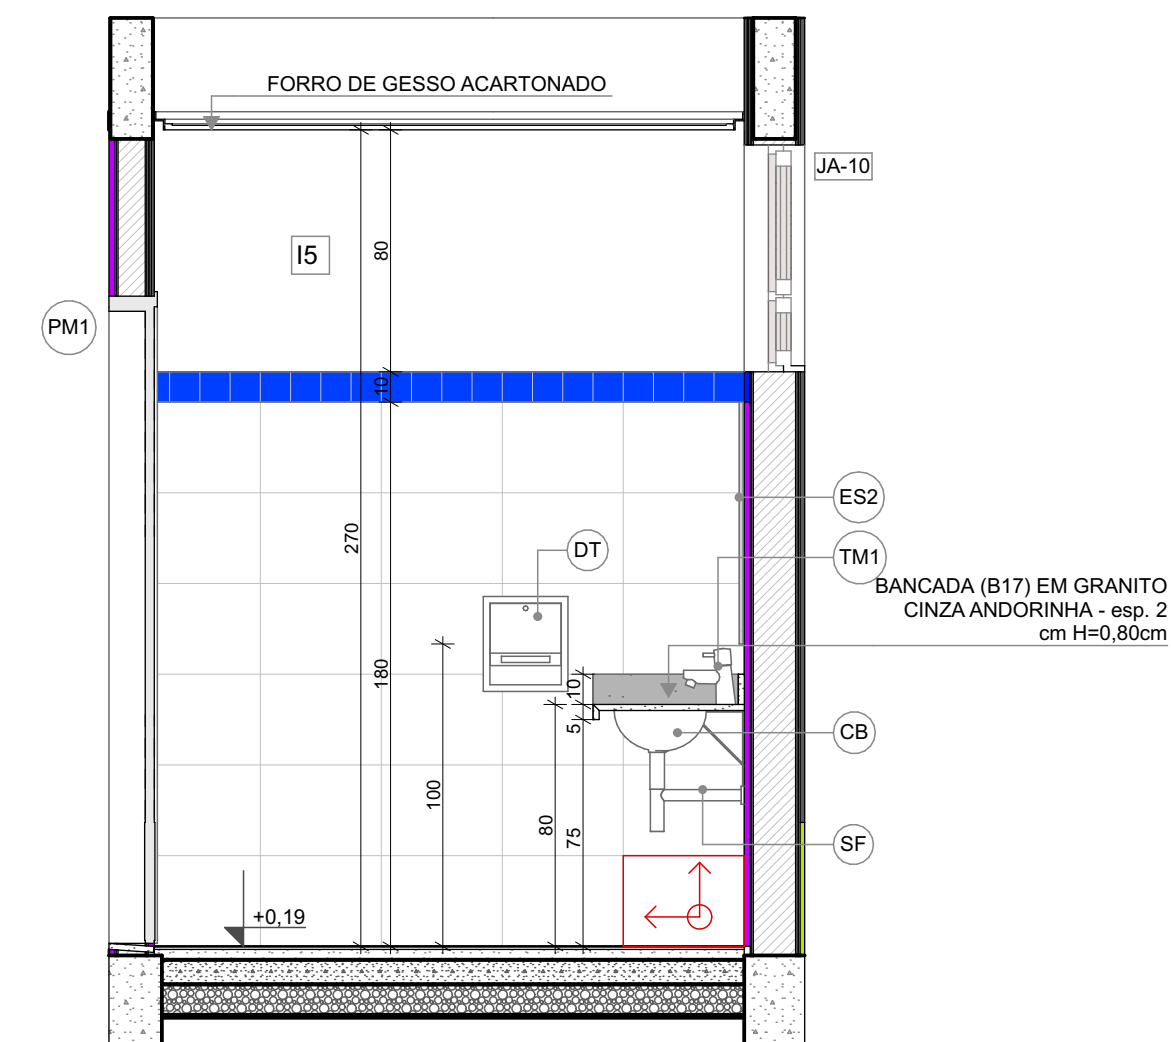 FORRO DE GESSO ACARTONADO
JA-10
I5
80
PM1
10
ES2
270
DT
TM1
BANCADA (B17) EM GRANITO
CINZA ANDORINHA - esp. 2
cm H=0,80cm
180
10
5
CB
100
80
75
SF
+0,19